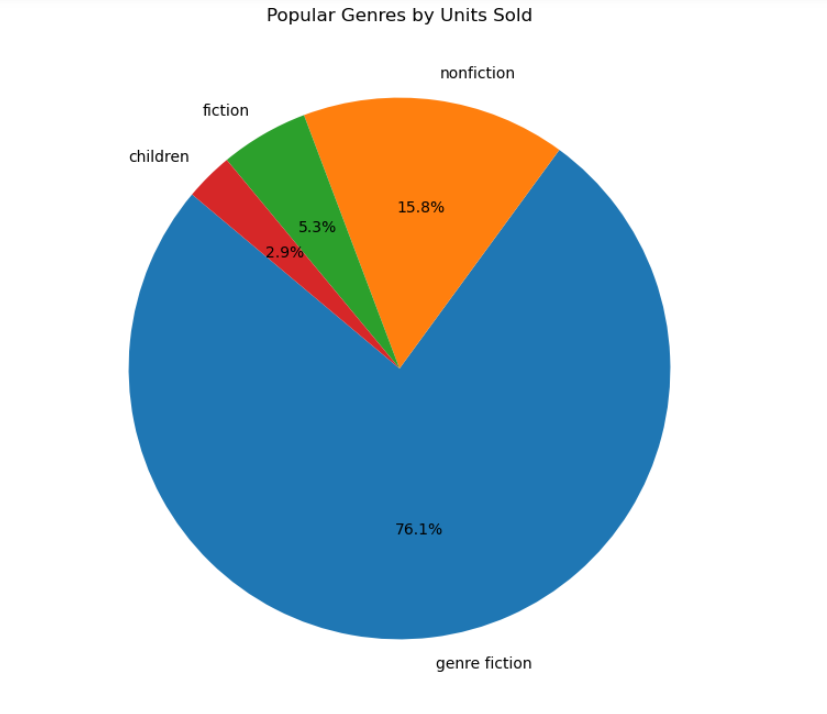 Popular Genres by Units Sold
nonfiction
fiction
children
15.8%
5.3%
2.9%
76.1%
genre fiction